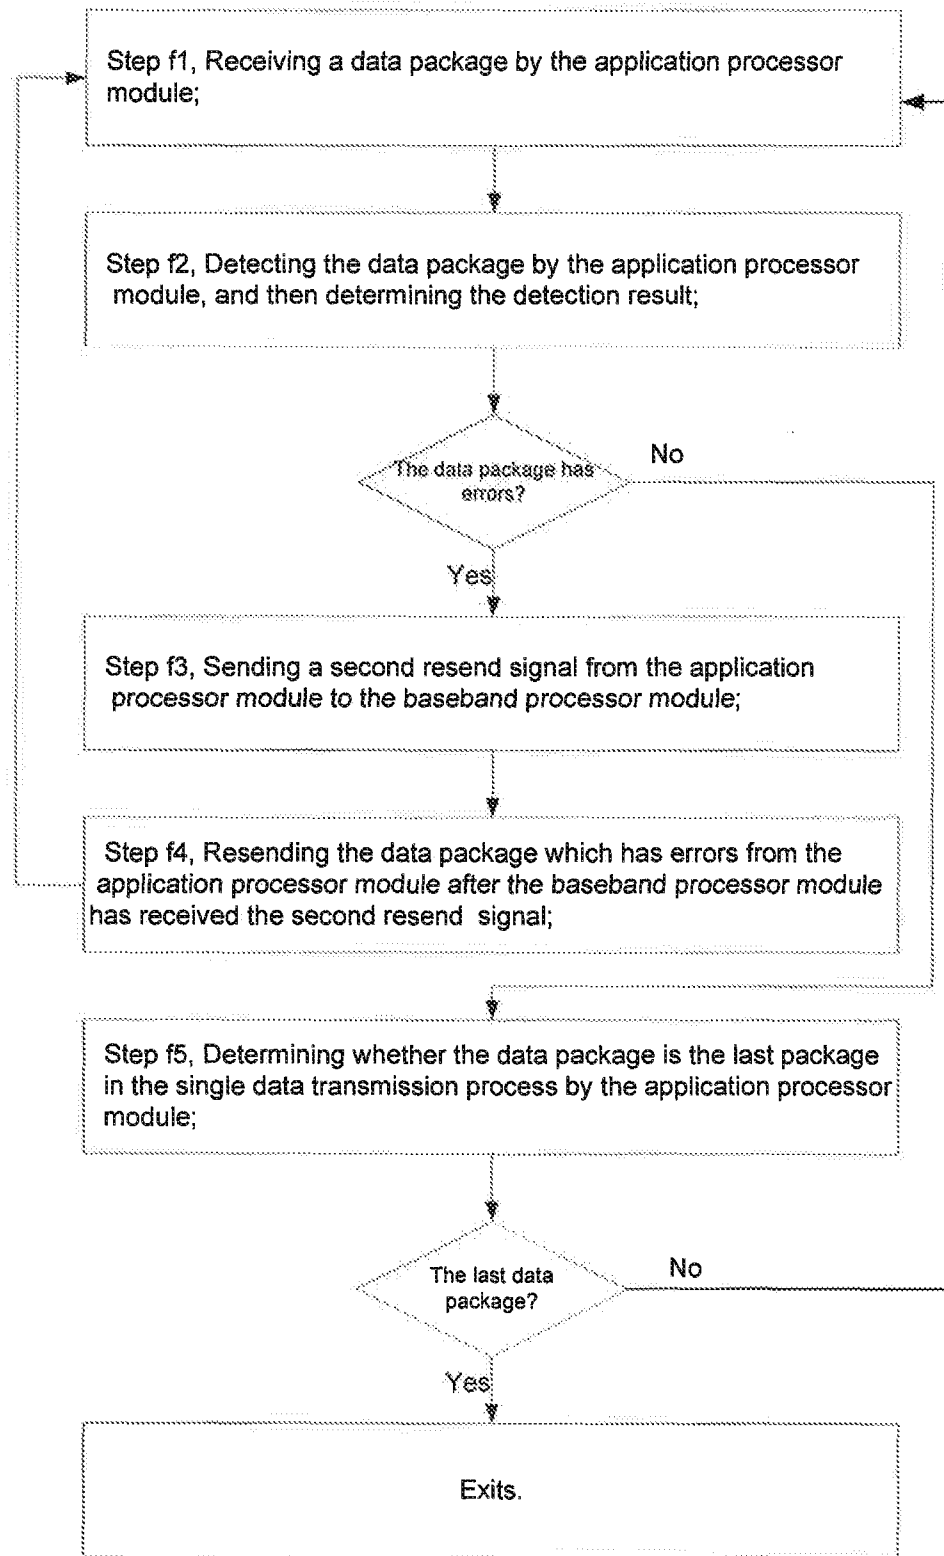 Step f1, Receiving a data package by the application processor
module;
Step f2, Detecting the data package by the application processor
module, and then determining the detection result;
The data package has
errors?
No
Yes
Step f3, Sending a second resend signal from the application
processor module to the baseband processor module;
Step f4, Resending the data package which has errors from the
application processor module after the baseband processor module
has received the second resend signal;
Step f5, Determining whether the data package is the last package
in the single data transmission process by the application processor
module;
The last data
package?
No
Yes
Exits.